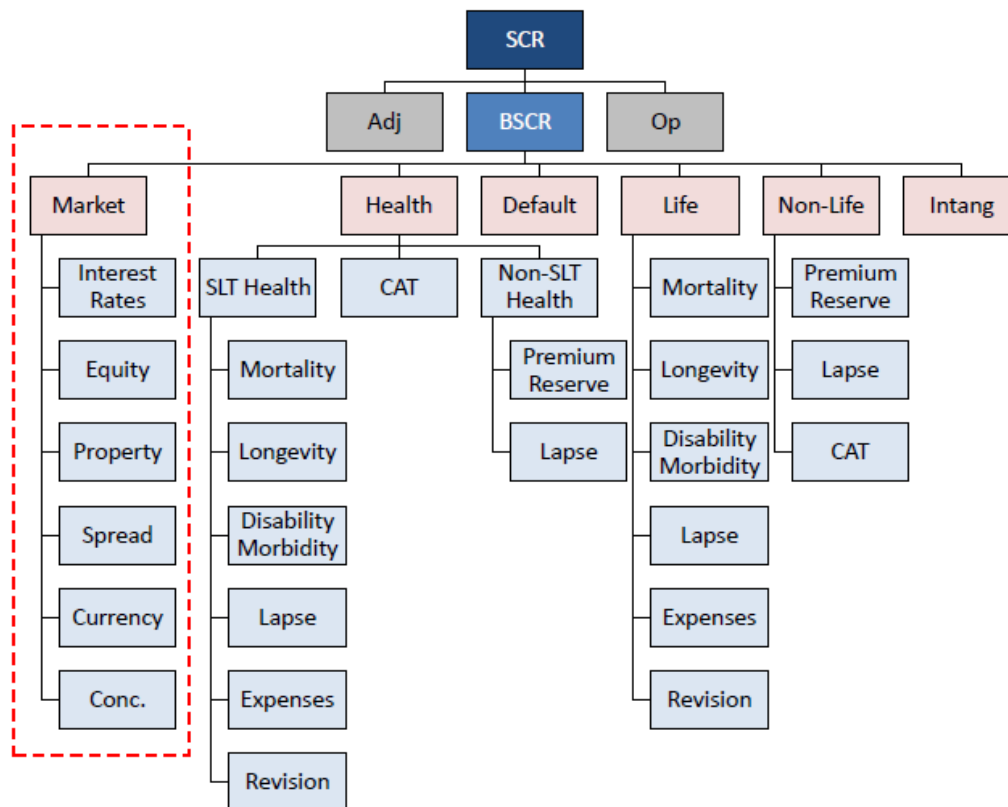 SCR
Adj
BSCR
Op
Market
Health
Default
Life
Non-Life
Intang
Interest
Rates
Equity
Property
Spread
Currency
Conc.
SLT Health
CAT
Non-SLT
Health
Mortality
Longevity
Disability
Morbidity
Lapse
Expenses
Revision
Premium
Reserve
Lapse
Mortality
Longevity
Disability
Morbidity
Lapse
Expenses
Revision
Premium
Reserve
Lapse
CAT